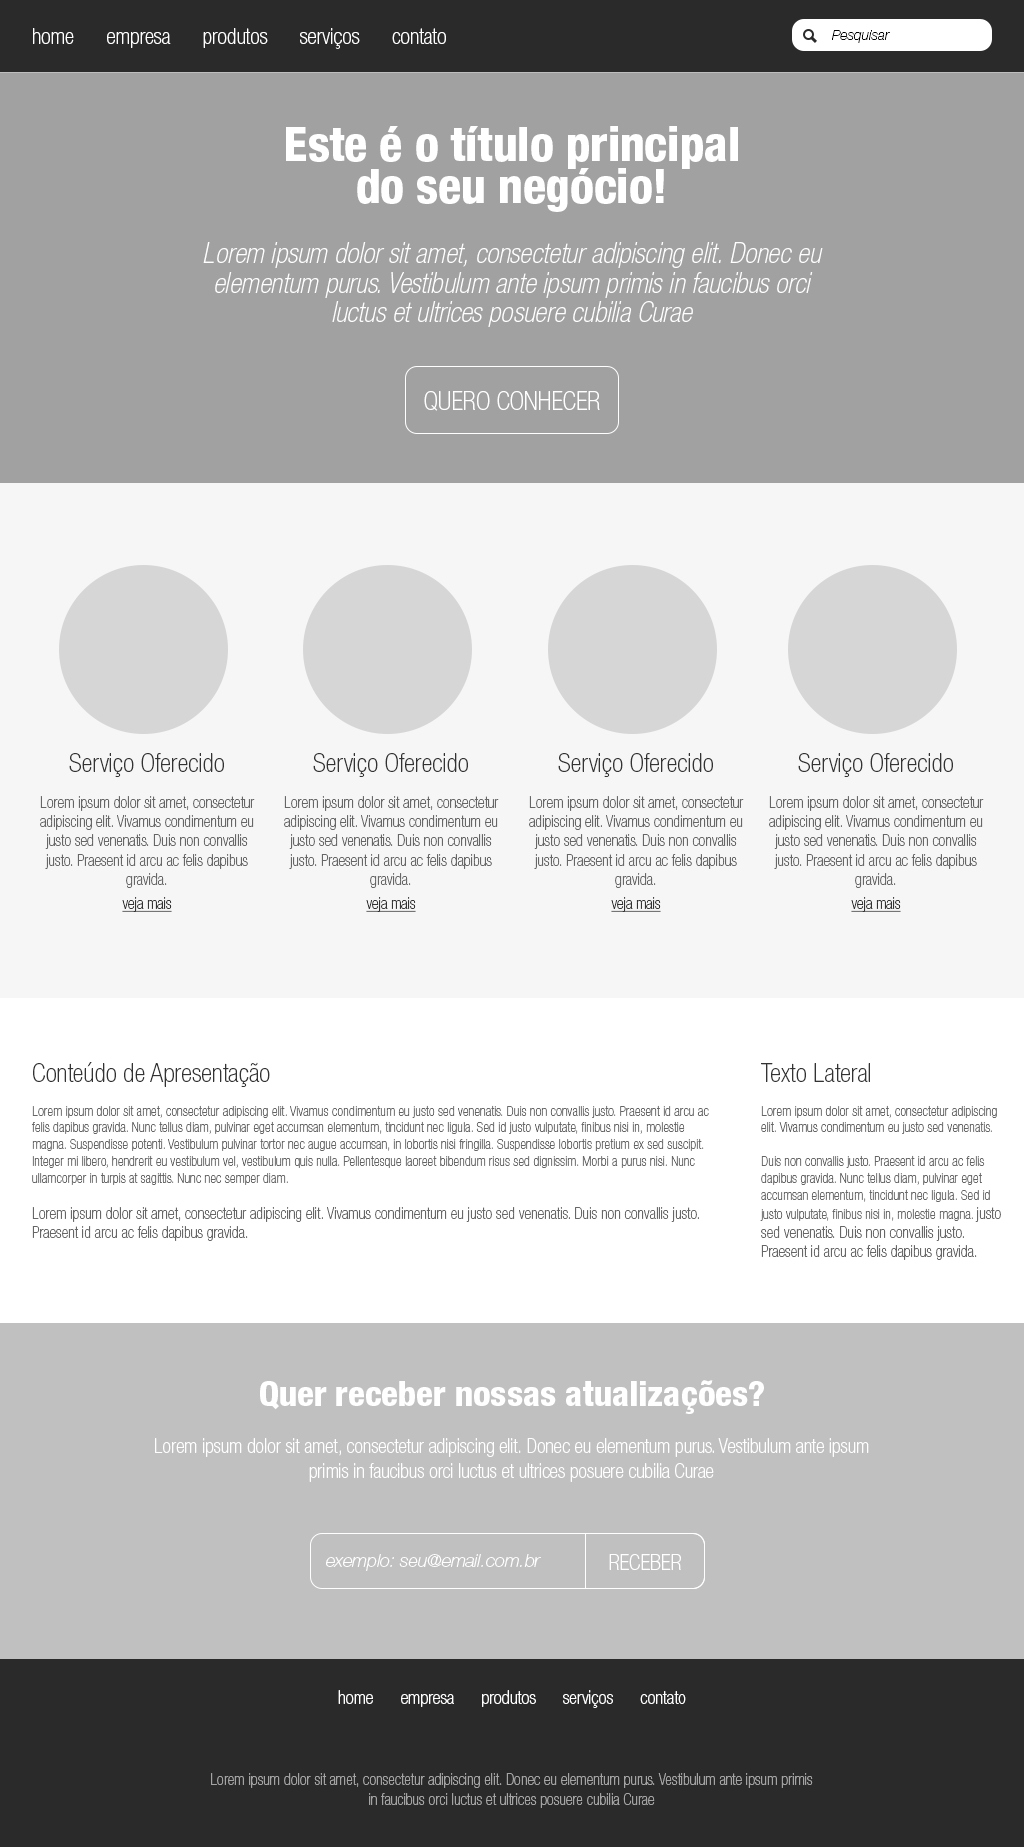 home empresa produtos serviços contato Pesquisar
Este é o título principal
do seu negócio!
Lorem ipsum dolor sit amet, consectetur adipiscing elit. Donec eu
elementum purus. Vestibulum ante ipsum primis in faucibus orci
luctus et ultrices posuere cubilia Curae
QUERO CONHECER
Serviço Oferecido
Lorem ipsum dolor sit amet, consectetur
adipiscing elit. Vivamus condimentum eu
justo sed venenatis. Duis non convallis
justo. Praesent id arcu ac felis dapibus
gravida.
veja mais
Serviço Oferecido
Lorem ipsum dolor sit amet, consectetur
adipiscing elit. Vivamus condimentum eu
justo sed venenatis. Duis non convallis
justo. Praesent id arcu ac felis dapibus
gravida.
veja mais
Serviço Oferecido
Lorem ipsum dolor sit amet, consectetur
adipiscing elit. Vivamus condimentum eu
justo sed venenatis. Duis non convallis
justo. Praesent id arcu ac felis dapibus
gravida.
veja mais
Serviço Oferecido
Lorem ipsum dolor sit amet, consectetur
adipiscing elit. Vivamus condimentum eu
justo sed venenatis. Duis non convallis
justo. Praesent id arcu ac felis dapibus
gravida.
veja mais
Conteúdo de Apresentação
Lorem ipsum dolor sit amet, consectetur adipiscing elit. Vivamus condimentum eu justo sed venenatis. Duis non convallis justo. Praesent id arcu ac
felis dapibus gravida. Nunc tellus diam, pulvinar eget accumsan elementum, tincidunt nec ligula. Sed id justo vulputate, finibus nisi in, molestie
magna. Suspendisse potenti. Vestibulum pulvinar tortor nec augue accumsan, in lobortis nisi fringilla. Suspendisse lobortis pretium ex sed suscipit.
Integer mi libero, hendrerit eu vestibulum vel, vestibulum quis nulla. Pellentesque laoreet bibendum risus sed dignissim. Morbi a purus nisi. Nunc
ullamcorper in turpis at sagittis. Nunc nec semper diam.
Lorem ipsum dolor sit amet, consectetur adipiscing elit. Vivamus condimentum eu justo sed venenatis. Duis non convallis justo.
Praesent id arcu ac felis dapibus gravida.
Texto Lateral
Lorem ipsum dolor sit amet, consectetur adipiscing
elit. Vivamus condimentum eu justo sed venenatis.
Duis non convallis justo. Praesent id arcu ac felis
dapibus gravida. Nunc tellus diam, pulvinar eget
accumsan elementum, tincidunt nec ligula. Sed id
justo vulputate, finibus nisi in, molestie magna. justo
sed venenatis. Duis non convallis justo.
Praesent id arcu ac felis dapibus gravida.
Quer receber nossas atualizações?
Lorem ipsum dolor sit amet, consectetur adipiscing elit. Donec eu elementum purus. Vestibulum ante ipsum
primis in faucibus orci luctus et ultrices posuere cubilia Curae
exemplo: seu@email.com.br RECEBER
home empresa produtos serviços contato
Lorem ipsum dolor sit amet, consectetur adipiscing elit. Donec eu elementum purus. Vestibulum ante ipsum primis
in faucibus orci luctus et ultrices posuere cubilia Curae